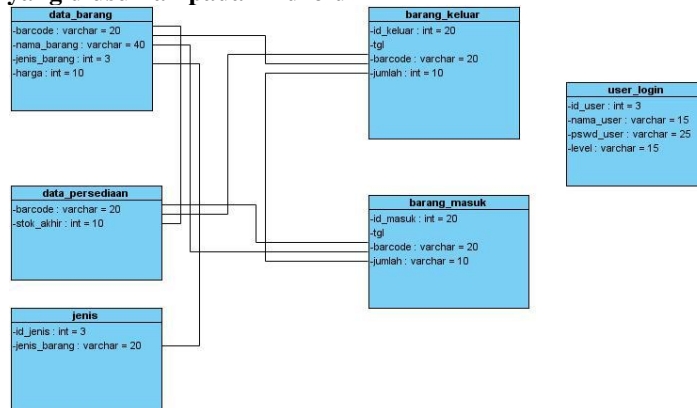 data_barang
-barcode : varchar = 20
-nama_barang : varchar = 40
-jenis_barang : int = 3
-harga : int = 10
barang_keluar
-id_keluar : int = 20
-tgl
-barcode : varchar = 20
-jumlah : int = 10
user_login
-id_user : int = 3
-nama_user : varchar = 15
-pswd_user : varchar = 25
-level : varchar = 15
data_persediaan
-barcode : varchar = 20
-stok_akhir : int = 10
barang_masuk
-id_masuk : int = 20
-tgl
-barcode : varchar = 20
-jumlah : varchar = 10
jenis
-id_jenis : int = 3
-jenis_barang : varchar = 20